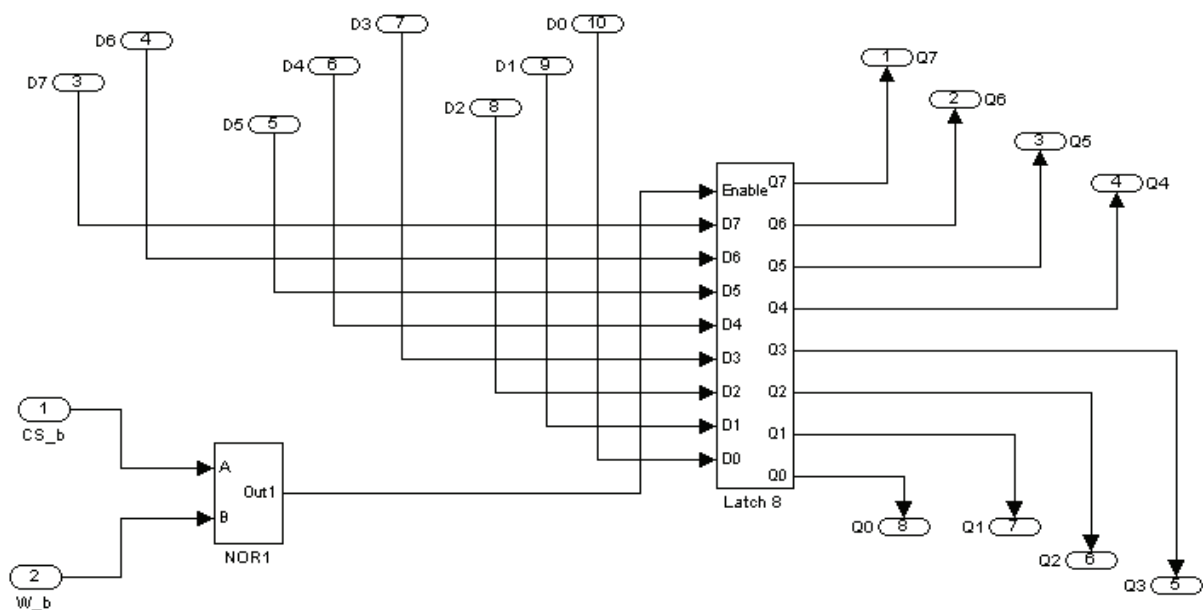 D3 7
D0 10
D6 4
D4 6
D1 9
1 Q7
D7 3
D2 8
2 Q6
D5 5
3 Q5
4 Q4
Enable Q7
D7 Q6
D6 Q5
D5
D4 Q4
D3 Q3
D2 Q2
D1 Q1
D0 Q0
Latch 8
1
CS_b
A
Out1
B
NOR1
2
W_b
Q0 8
Q1 7
Q2 6
Q3 5